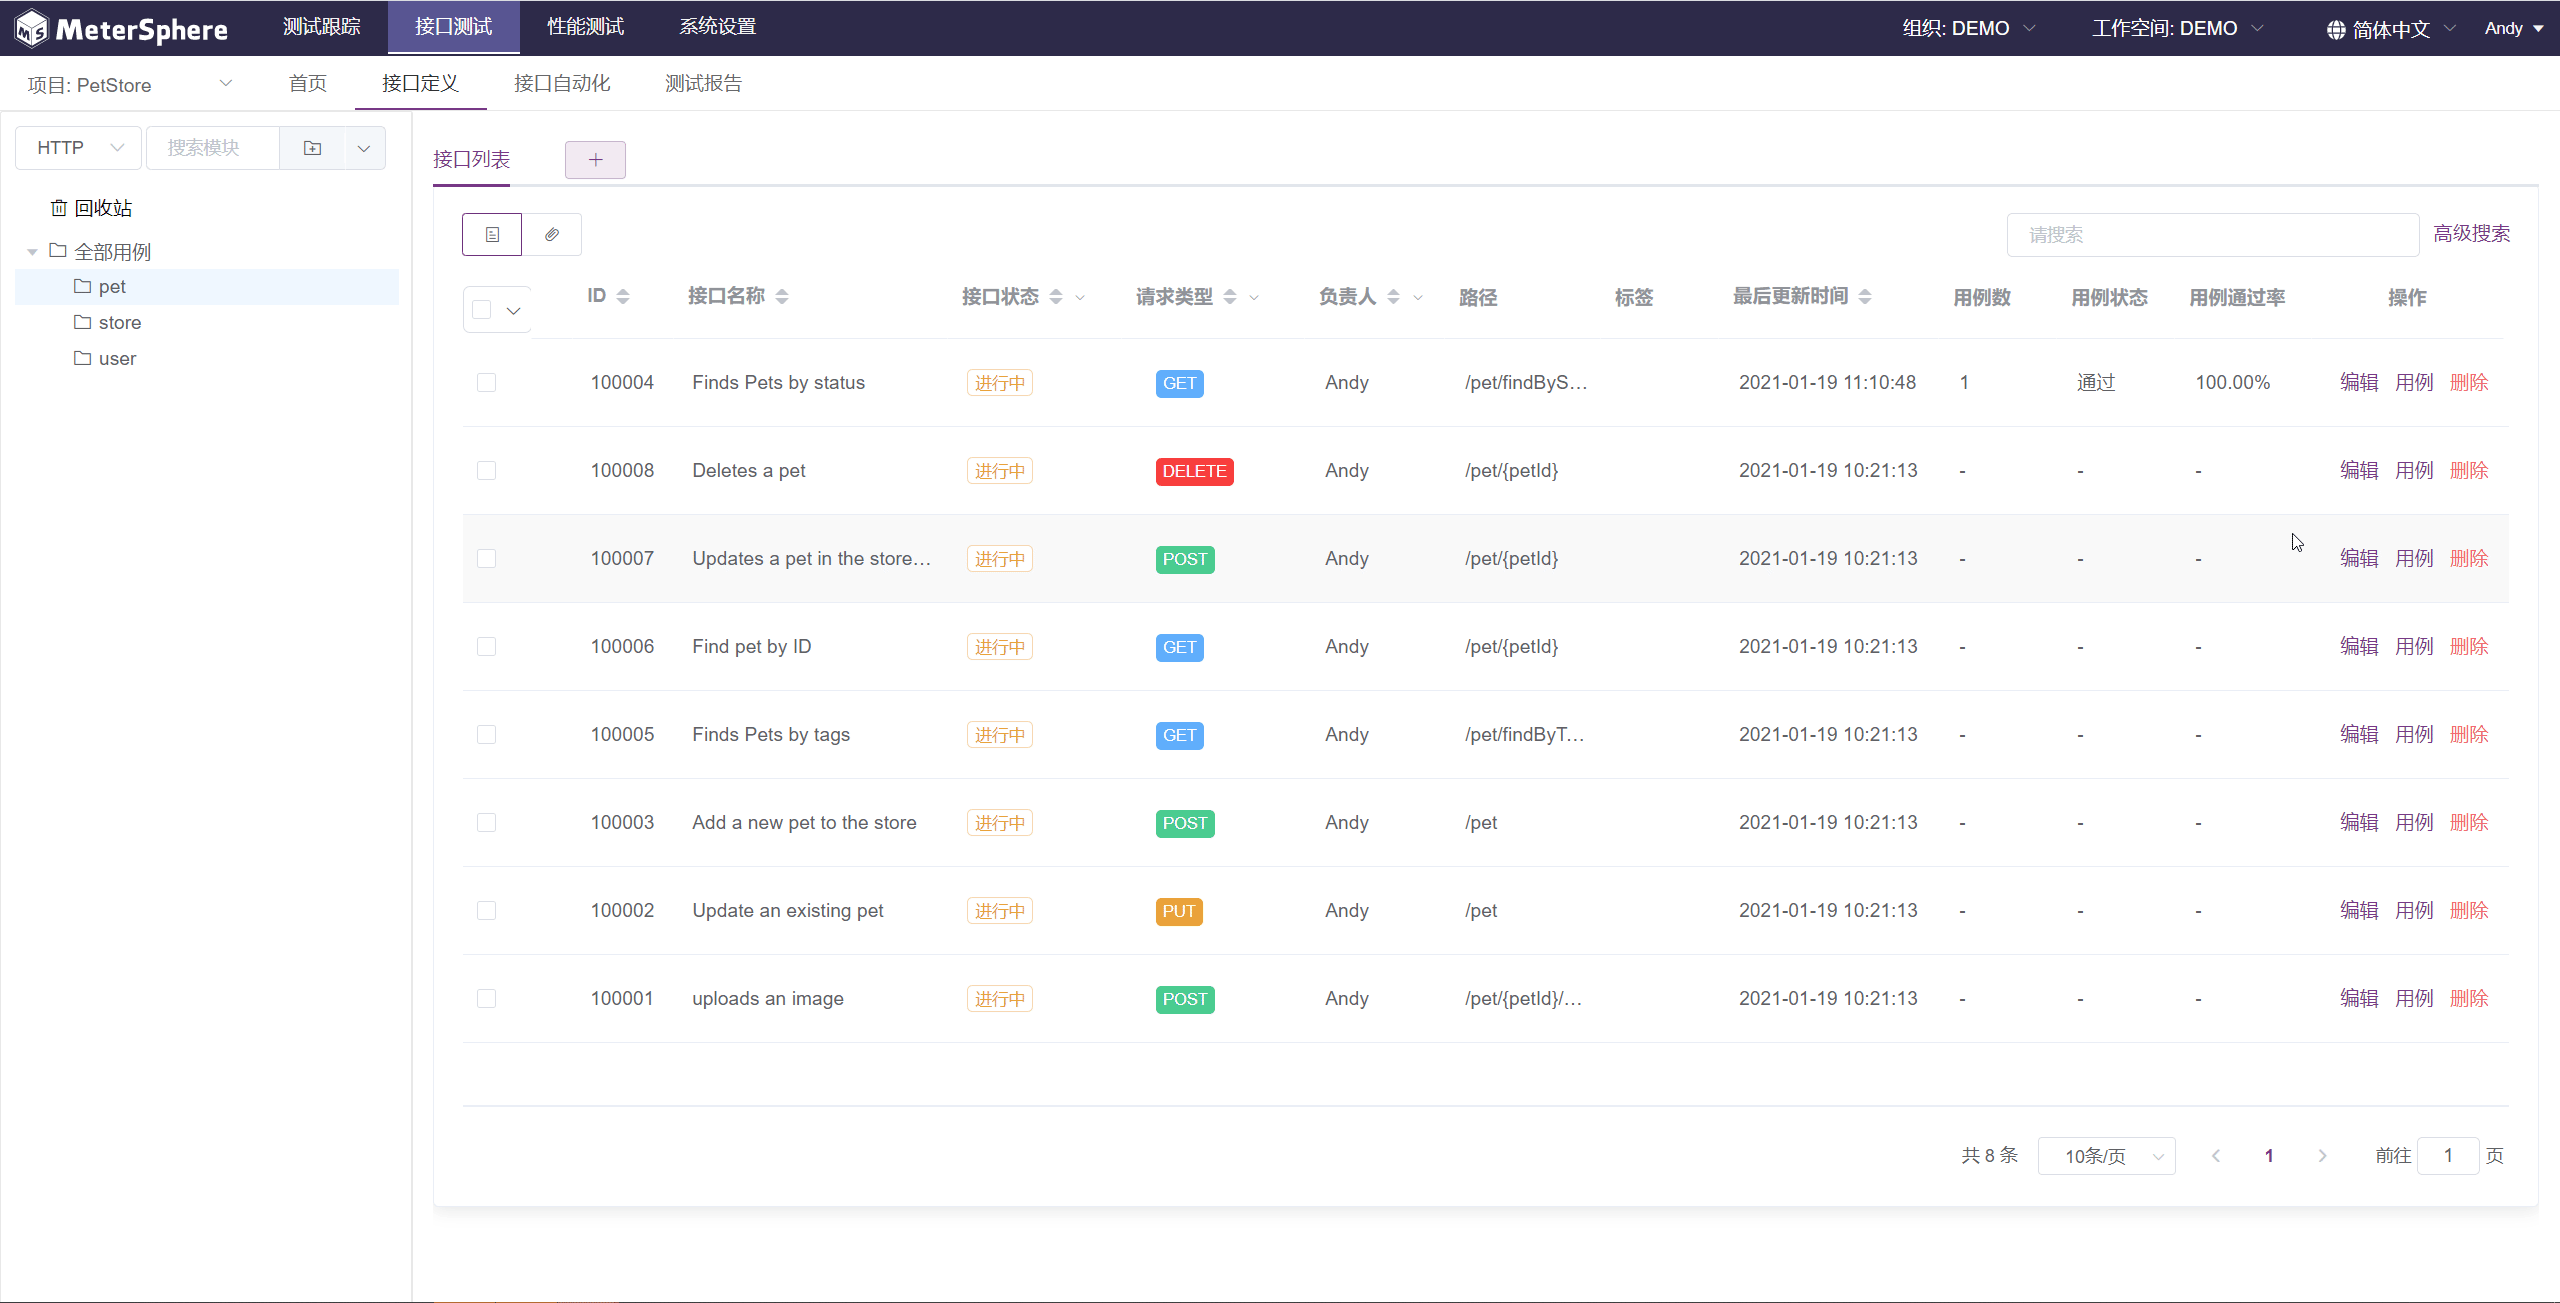 MeterSphere 测试跟踪 接口测试 性能测试 系统设置 组织: DEMO 工作空间: DEMO 简体中文 Andy
项目: PetStore 首页 接口定义 接口自动化 测试报告
HTTP 搜索模块
回收站
全部用例
pet
store
user
接口列表 +
请搜索 高级搜索
ID 接口名称 接口状态 请求类型 负责人 路径 标签 最后更新时间 用例数 用例状态 用例通过率 操作
100004 Finds Pets by status 进行中 GET Andy /pet/findByS... 2021-01-19 11:10:48 1 通过 100.00% 编辑 用例 删除
100008 Deletes a pet 进行中 DELETE Andy /pet/{petId} 2021-01-19 10:21:13 - - - 编辑 用例 删除
100007 Updates a pet in the store... 进行中 POST Andy /pet/{petId} 2021-01-19 10:21:13 - - - 编辑 用例 删除
100006 Find pet by ID 进行中 GET Andy /pet/{petId} 2021-01-19 10:21:13 - - - 编辑 用例 删除
100005 Finds Pets by tags 进行中 GET Andy /pet/findByT... 2021-01-19 10:21:13 - - - 编辑 用例 删除
100003 Add a new pet to the store 进行中 POST Andy /pet 2021-01-19 10:21:13 - - - 编辑 用例 删除
100002 Update an existing pet 进行中 PUT Andy /pet 2021-01-19 10:21:13 - - - 编辑 用例 删除
100001 uploads an image 进行中 POST Andy /pet/{petId}/... 2021-01-19 10:21:13 - - - 编辑 用例 删除
共 8 条 10条/页 1 前往 1 页